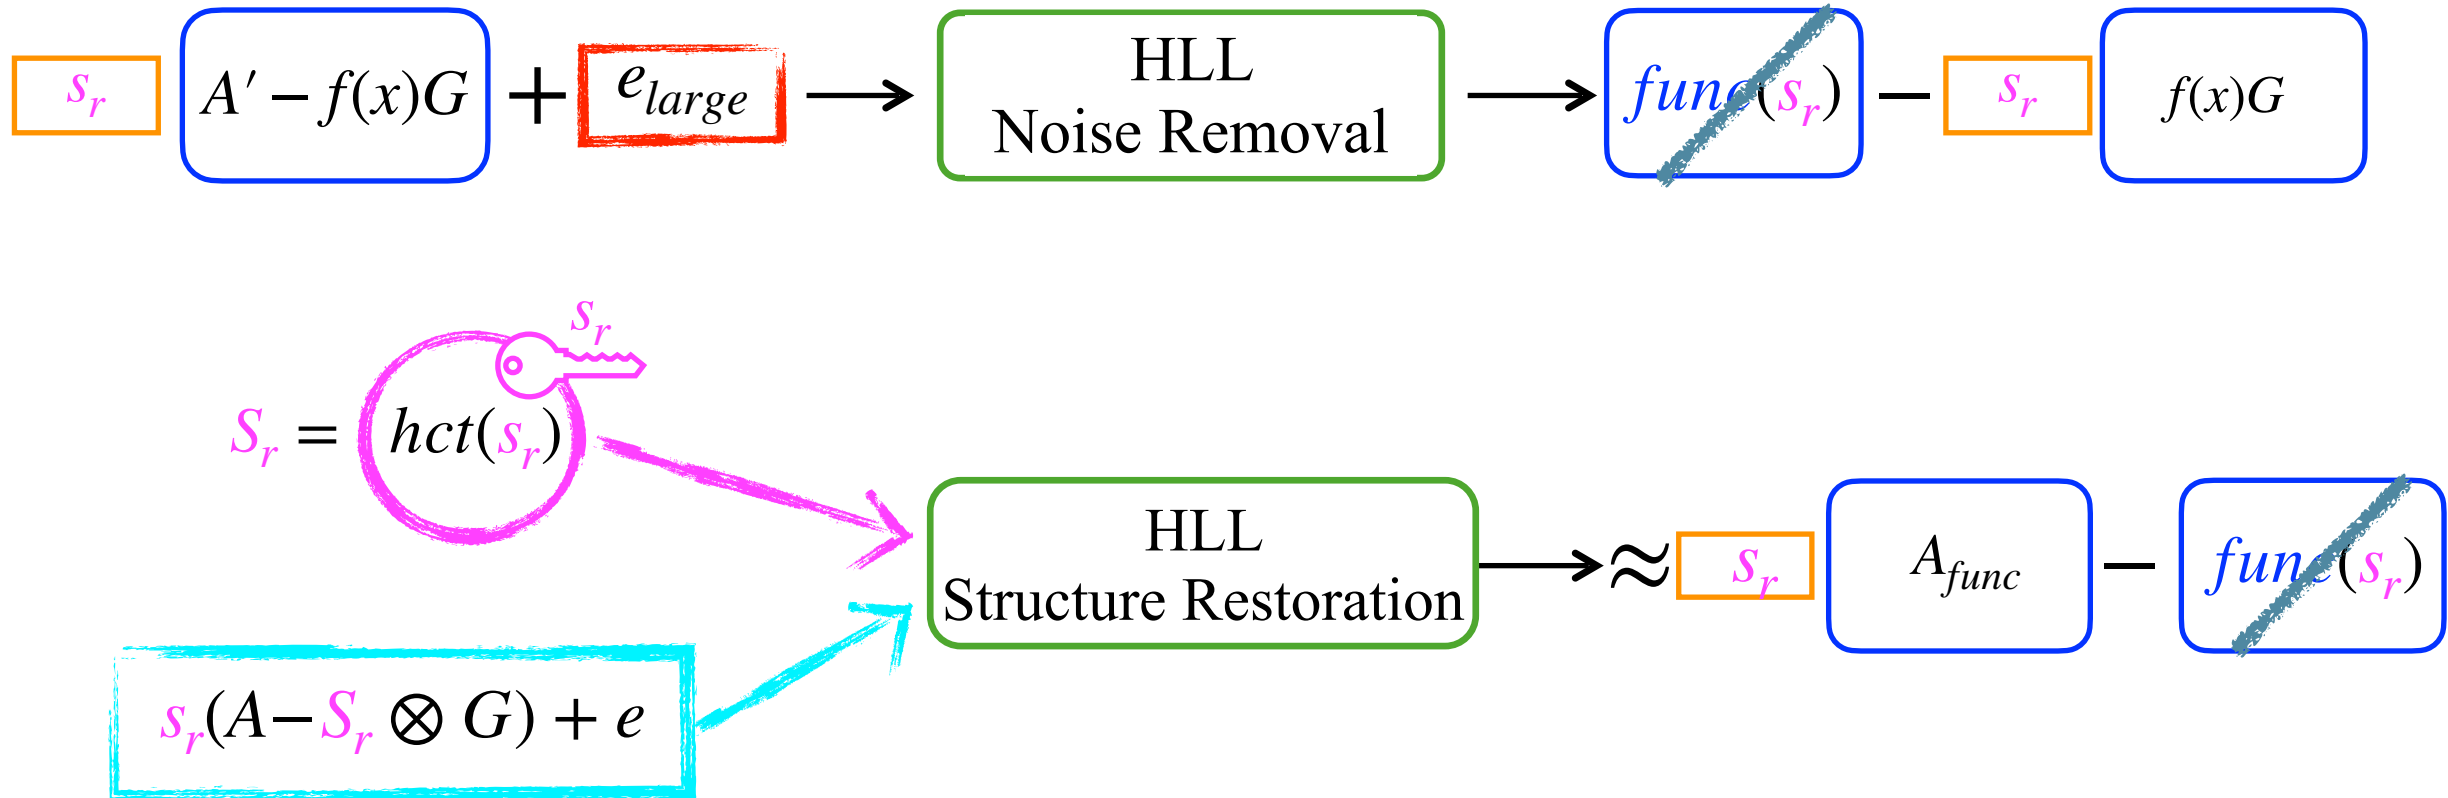 s_r A′ − f(x)G + e_large → HLL Noise Removal → func(s_r) − s_r f(x)G
s_r
S_r = hct(s_r)
HLL
Structure Restoration
≈ s_r A_func − func(s_r)
s_r(A−S_r ⊗ G) + e